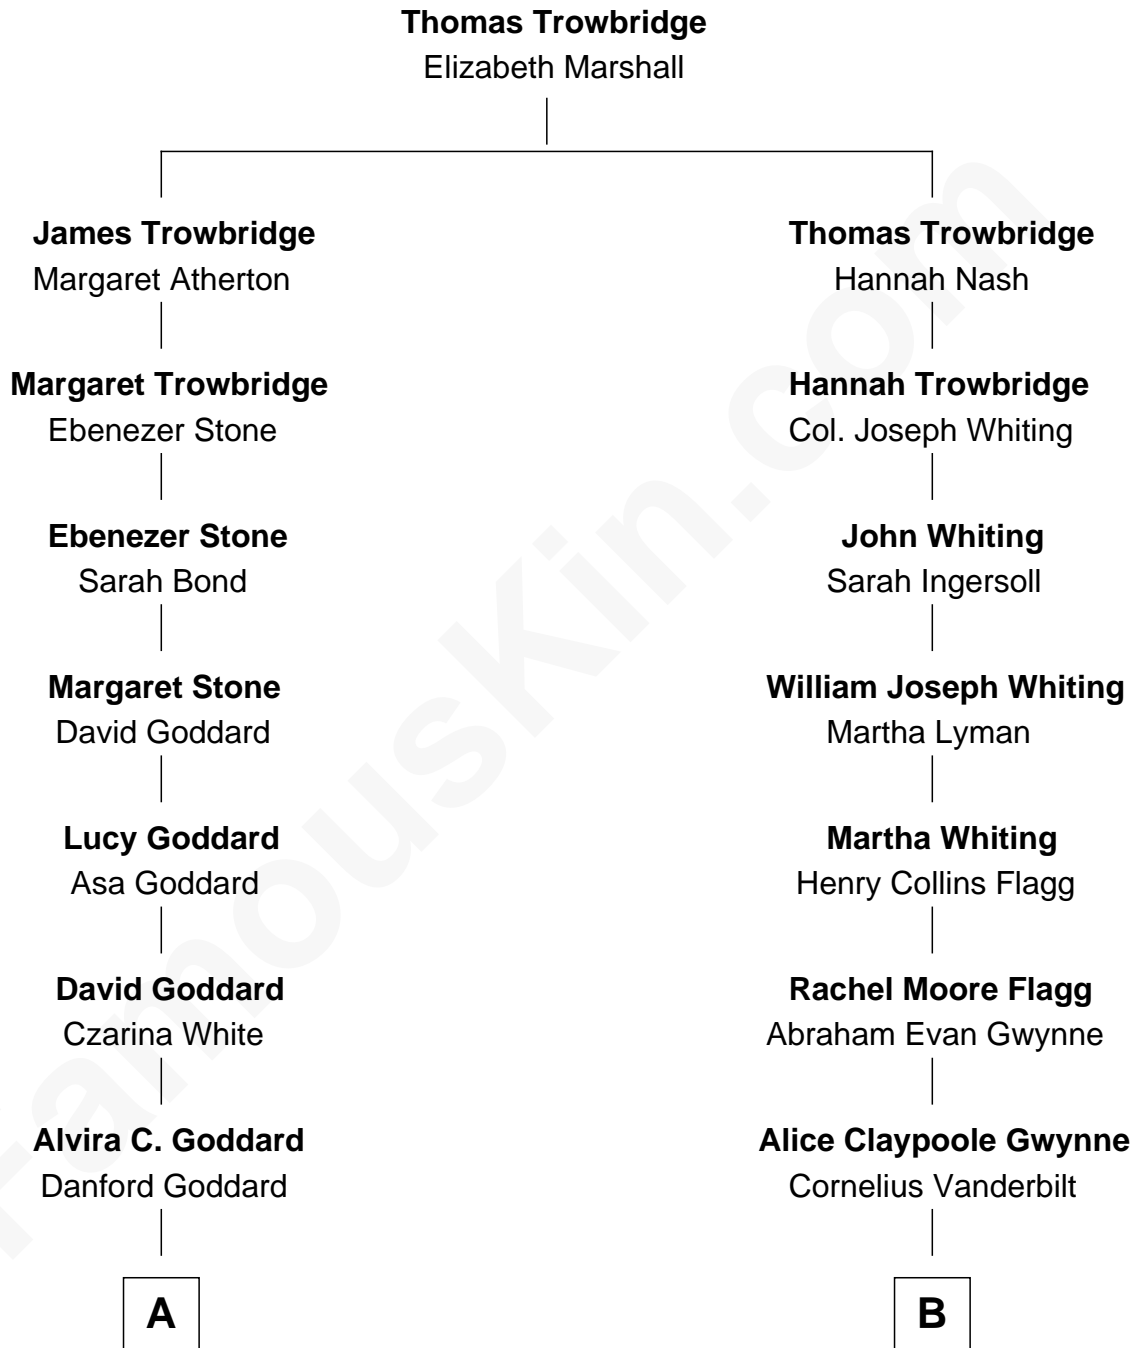 Thomas Trowbridge
Elizabeth Marshall
James Trowbridge
Margaret Atherton
Margaret Trowbridge
Ebenezer Stone
Ebenezer Stone
Sarah Bond
Margaret Stone
David Goddard
Lucy Goddard
Asa Goddard
David Goddard
Czarina White
Alvira C. Goddard
Danford Goddard
A
Thomas Trowbridge
Hannah Nash
Hannah Trowbridge
Col. Joseph Whiting
John Whiting
Sarah Ingersoll
William Joseph Whiting
Martha Lyman
Martha Whiting
Henry Collins Flagg
Rachel Moore Flagg
Abraham Evan Gwynne
Alice Claypoole Gwynne
Cornelius Vanderbilt
B
FamousKin.com